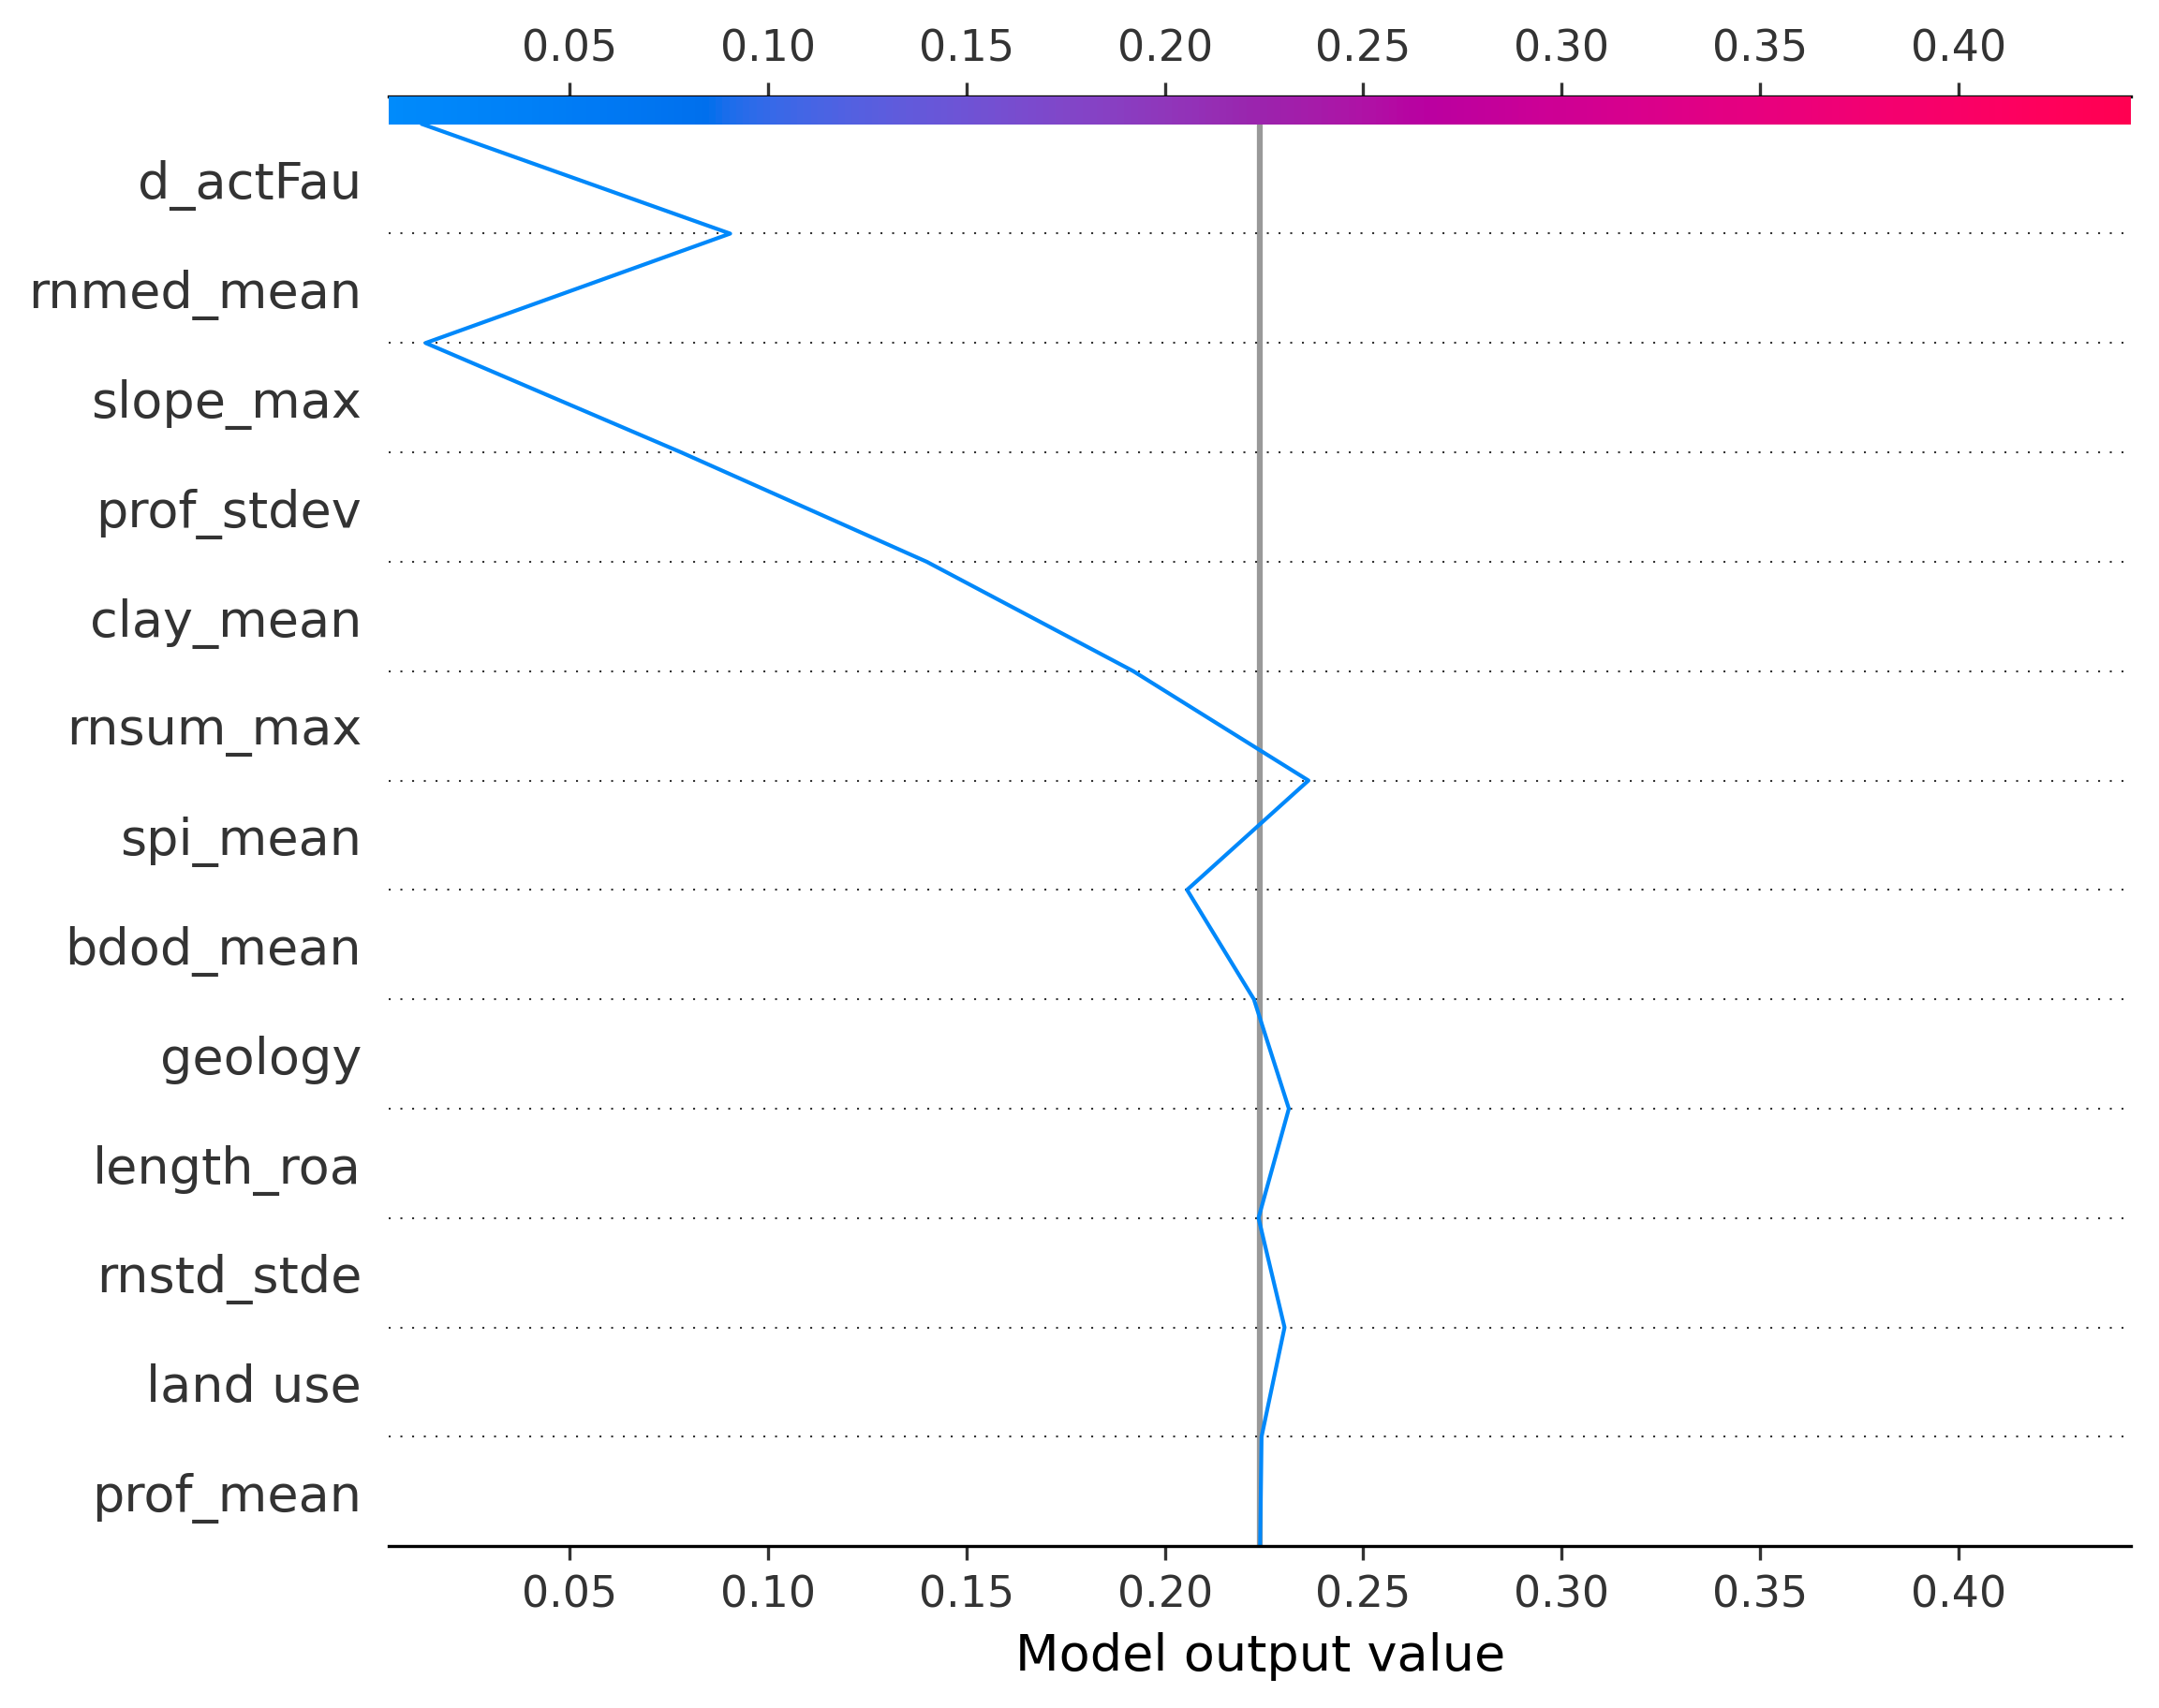 0.05 0.10 0.15 0.20 0.25 0.30 0.35 0.40
d_actFau
rnmed_mean
slope_max
prof_stdev
clay_mean
rnsum_max
spi_mean
bdod_mean
geology
length_roa
rnstd_stde
land use
prof_mean
0.05 0.10 0.15 0.20 0.25 0.30 0.35 0.40
Model output value